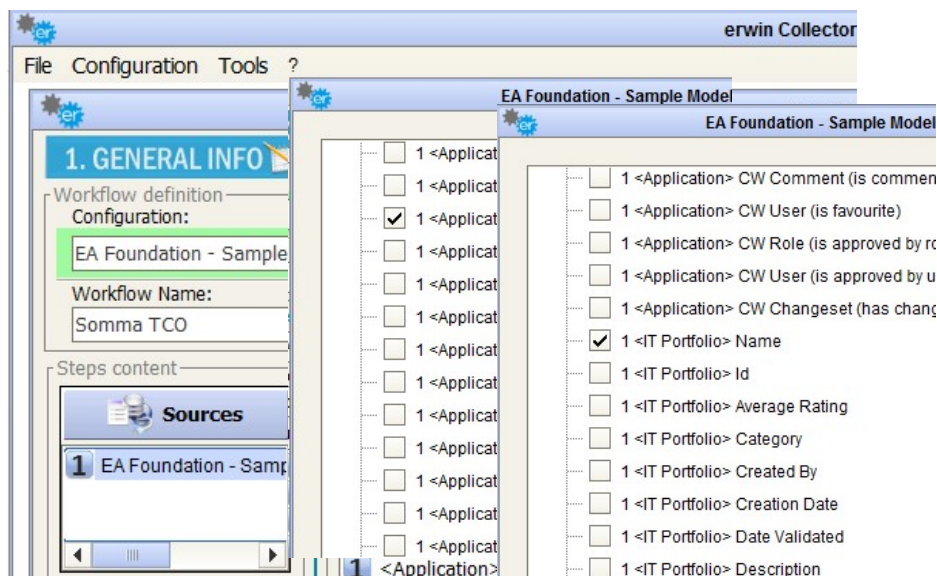 erwin Collector
File Configuration Tools ?
1. GENERAL INFO
Workflow definition
Configuration:
EA Foundation - Sample
Workflow Name:
Somma TCO
Steps content
Sources
1 EA Foundation - Samp
EA Foundation - Sample Model
1 <Applicat
1 <Applicat
1 <Applicat
1 <Applicat
1 <Applicat
1 <Applicat
1 <Applicat
1 <Applicat
1 <Applicat
1 <Applicat
1 <Applicat
1 <Applicat
1 <Applicat
1 <Application>
EA Foundation - Sample Model
1 <Application> CW Comment (is commen
1 <Application> CW User (is favourite)
1 <Application> CW Role (is approved by ro
1 <Application> CW User (is approved by u
1 <Application> CW Changeset (has chang
1 <IT Portfolio> Name
1 <IT Portfolio> Id
1 <IT Portfolio> Average Rating
1 <IT Portfolio> Category
1 <IT Portfolio> Created By
1 <IT Portfolio> Creation Date
1 <IT Portfolio> Date Validated
1 <IT Portfolio> Description